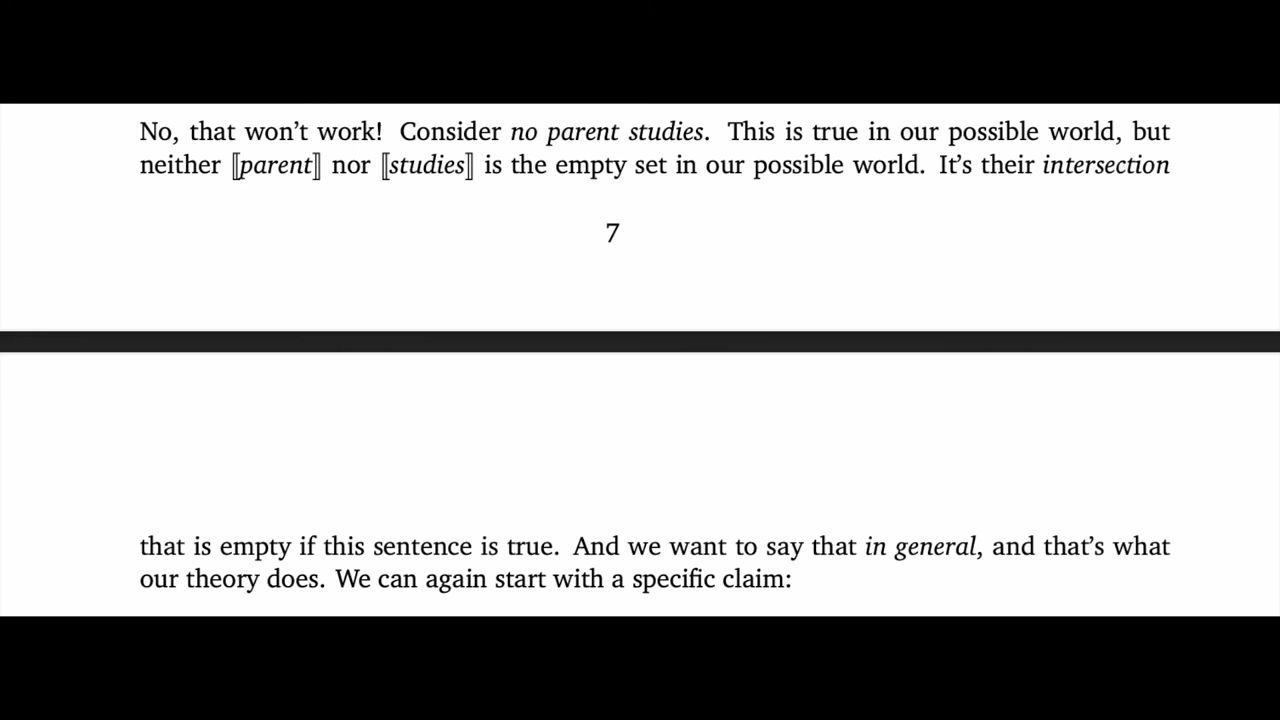 No, that won’t work! Consider no parent studies. This is true in our possible world, but
neither ⟦parent⟧ nor ⟦studies⟧ is the empty set in our possible world. It’s their intersection
7
that is empty if this sentence is true. And we want to say that in general, and that’s what
our theory does. We can again start with a specific claim: